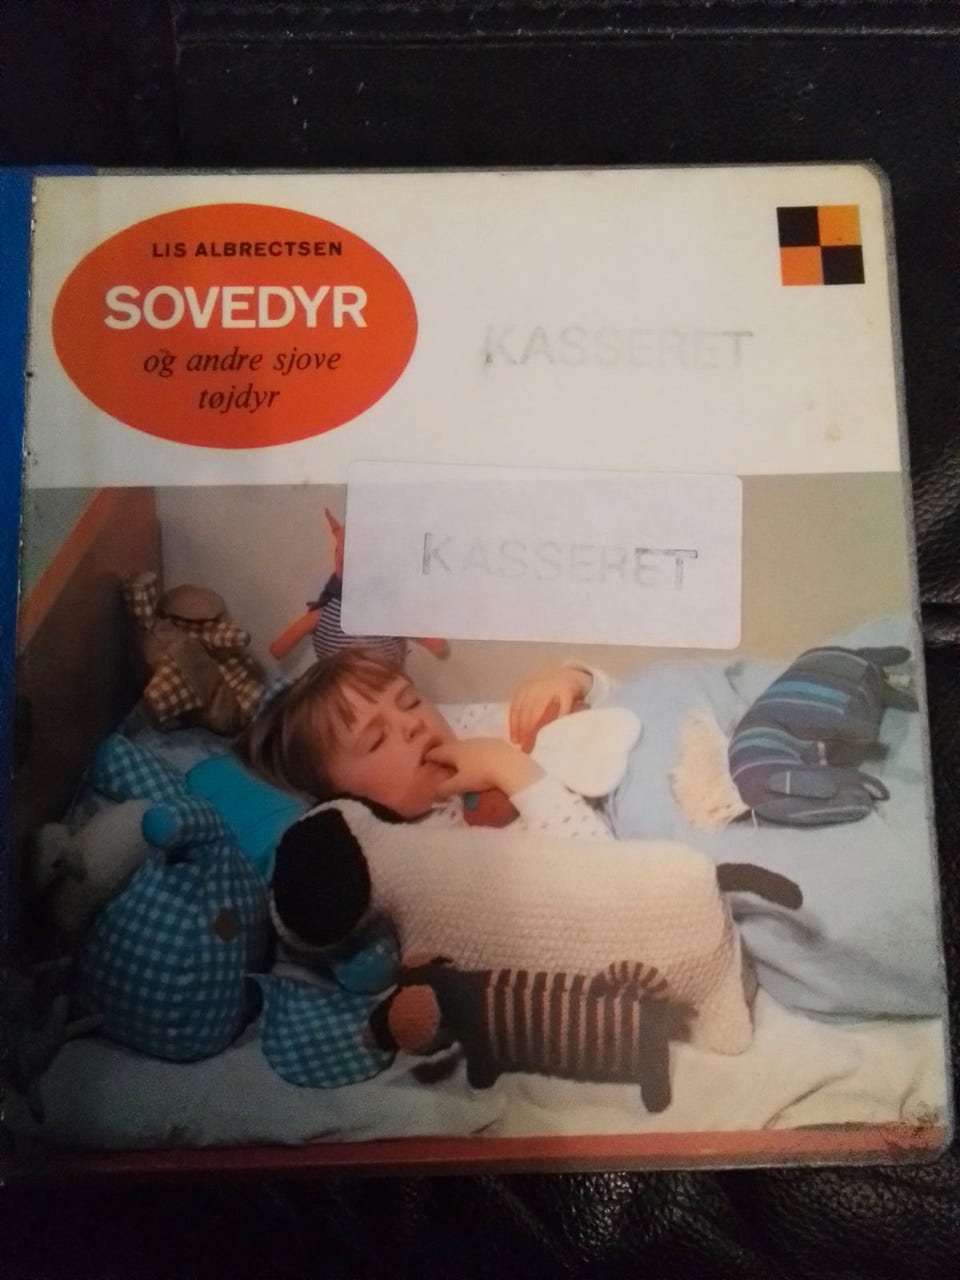 LIS ALBRECTSEN
SOVEDYR
og andre sjove
tøjdyr
KASSERET
KASSERET